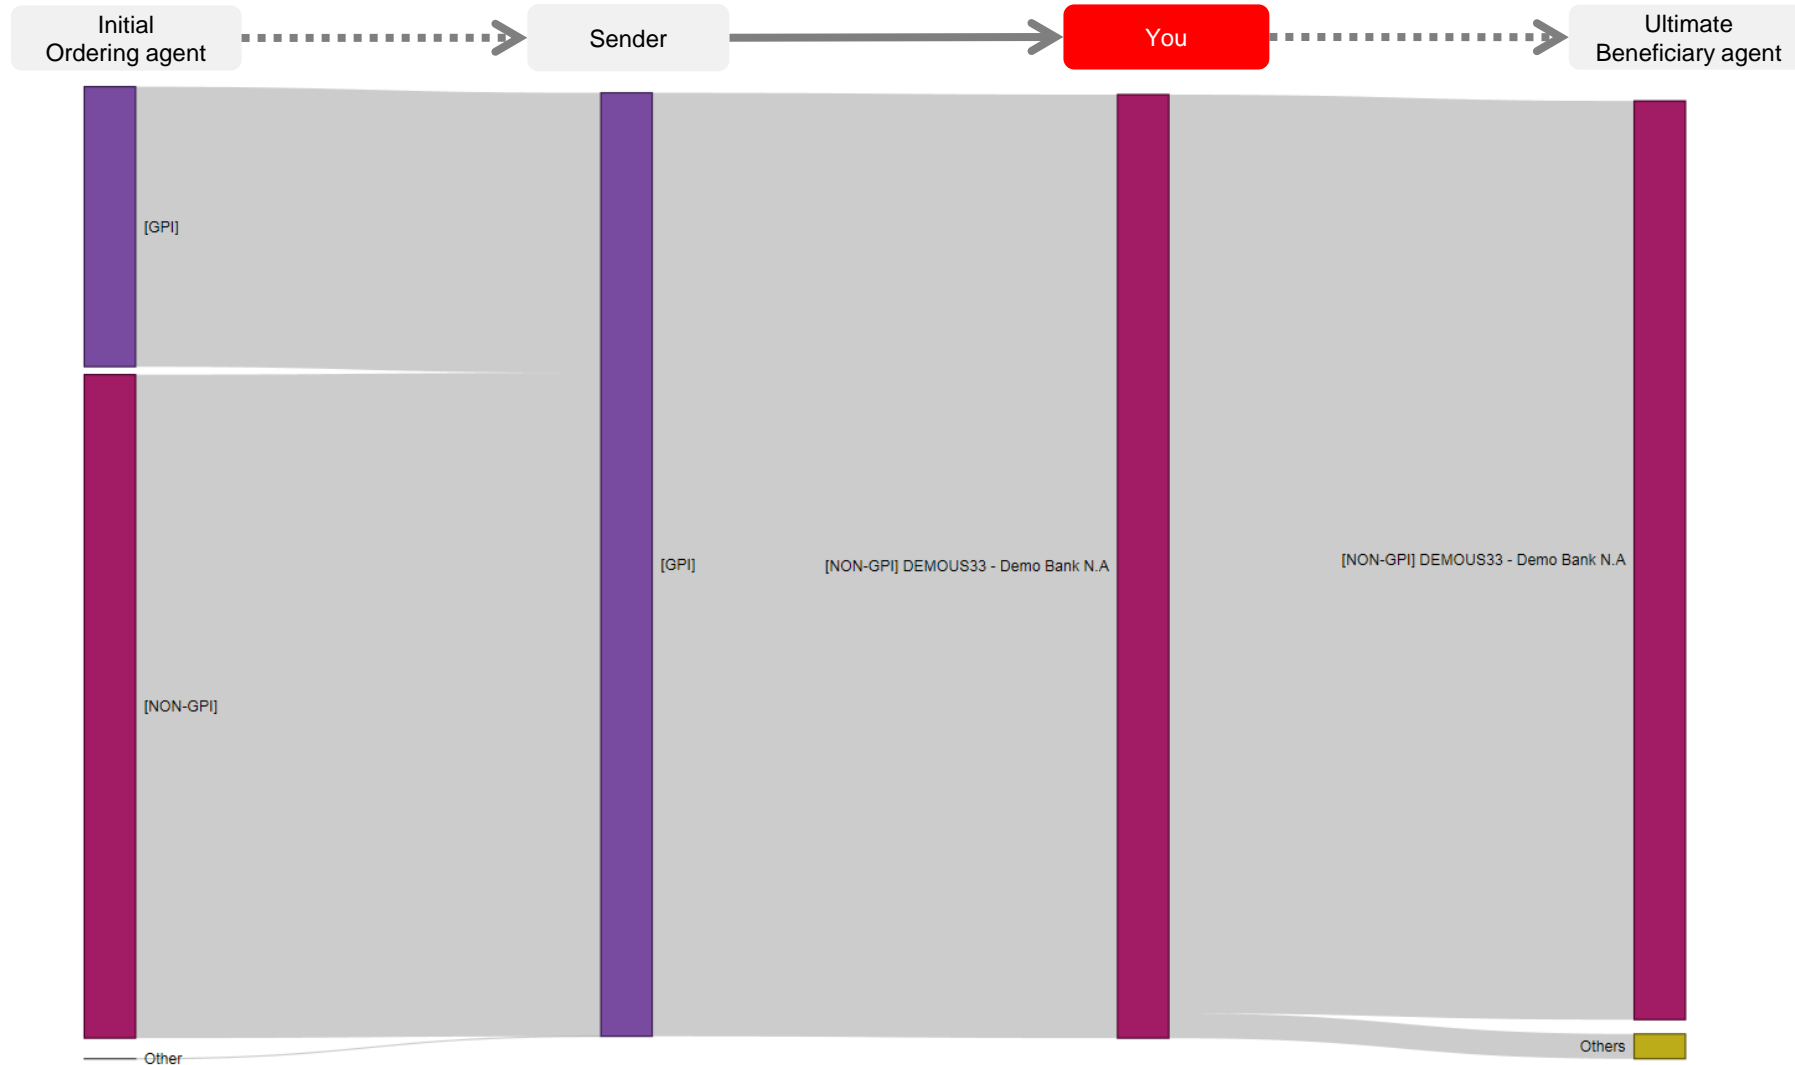 Initial
Ordering agent
Sender
You
Ultimate
Beneficiary agent
[GPI]
[GPI]
[NON-GPI] DEMOUS33 - Demo Bank N.A
[NON-GPI] DEMOUS33 - Demo Bank N.A
[NON-GPI]
Others
Other